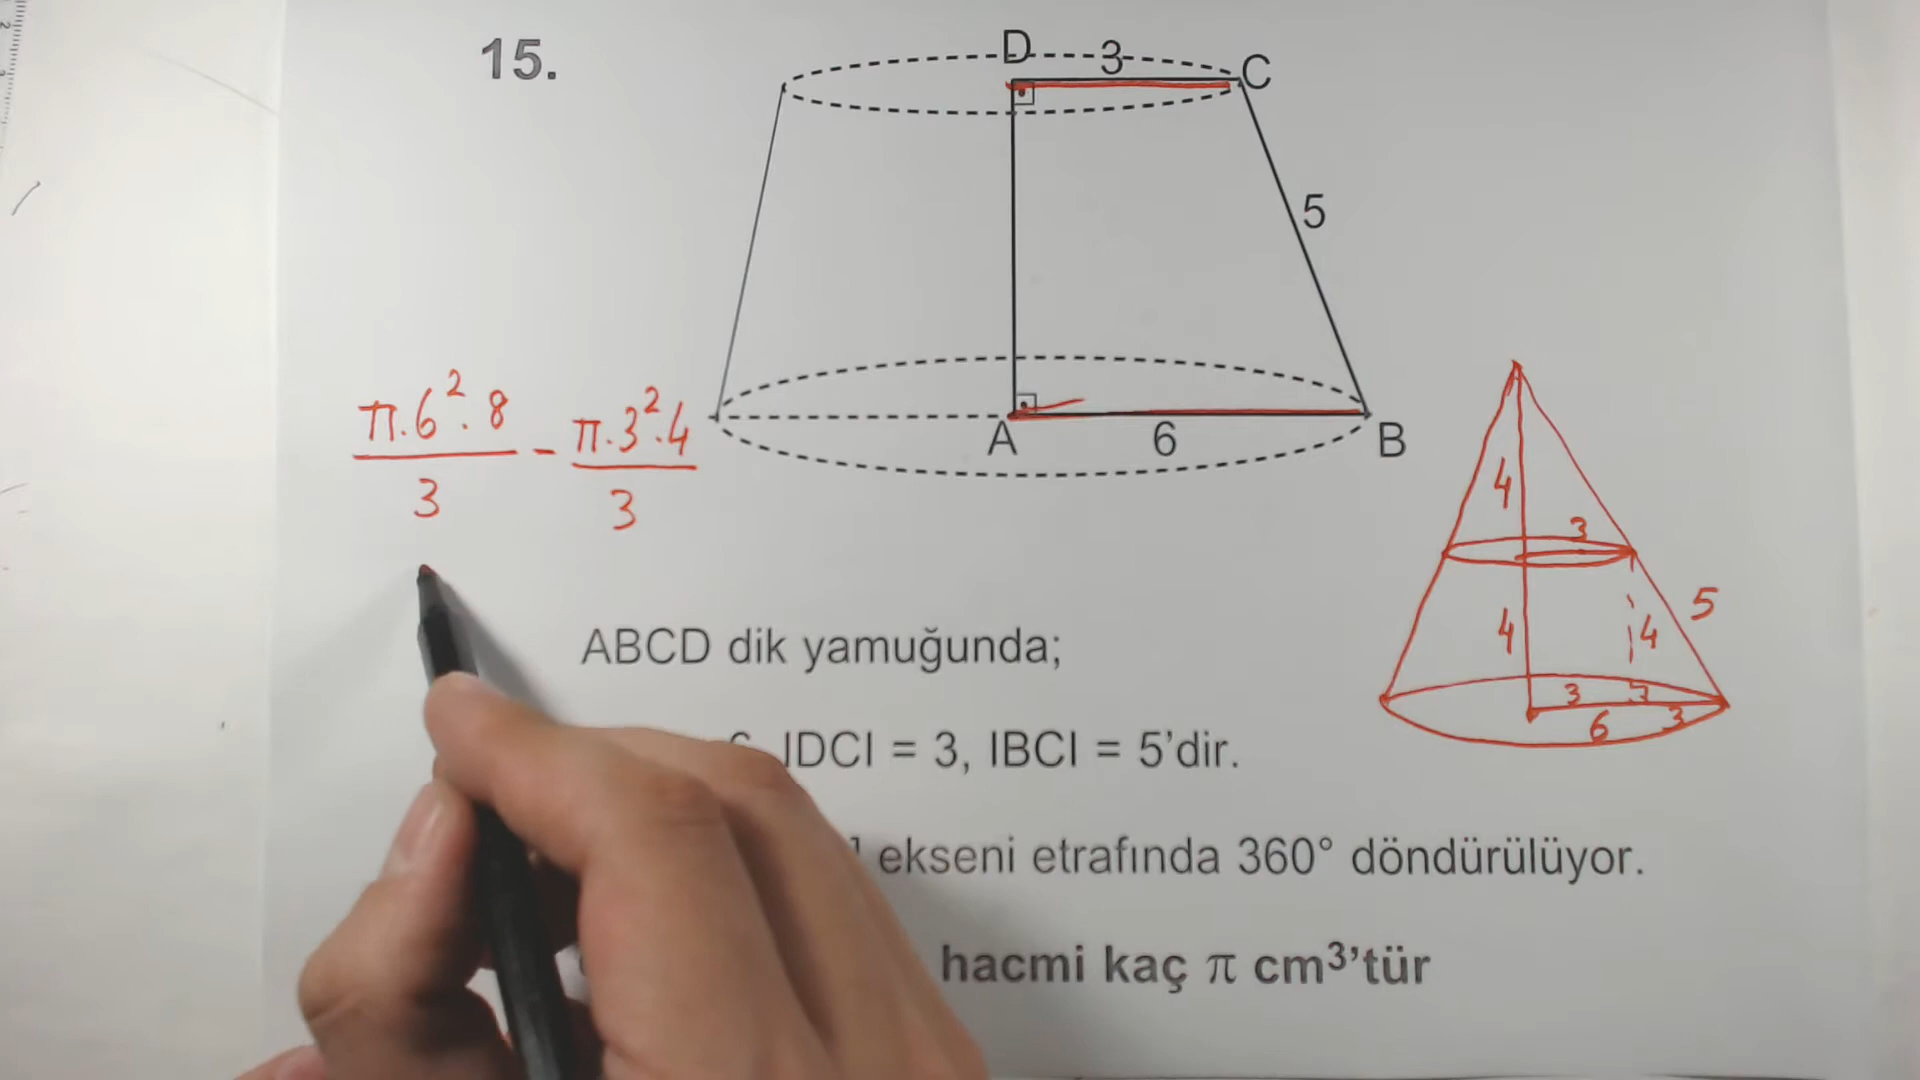 15.
D 3 C
5
A 6 B
π.6².8/3 - π.3².4/3
4
3
4 4 5
3 3 3
6
ABCD dik yamuğunda;
IDCI = 3, IBCI = 5'dir.
ekseni etrafında 360° döndürülüyor.
hacmi kaç π cm³'tür